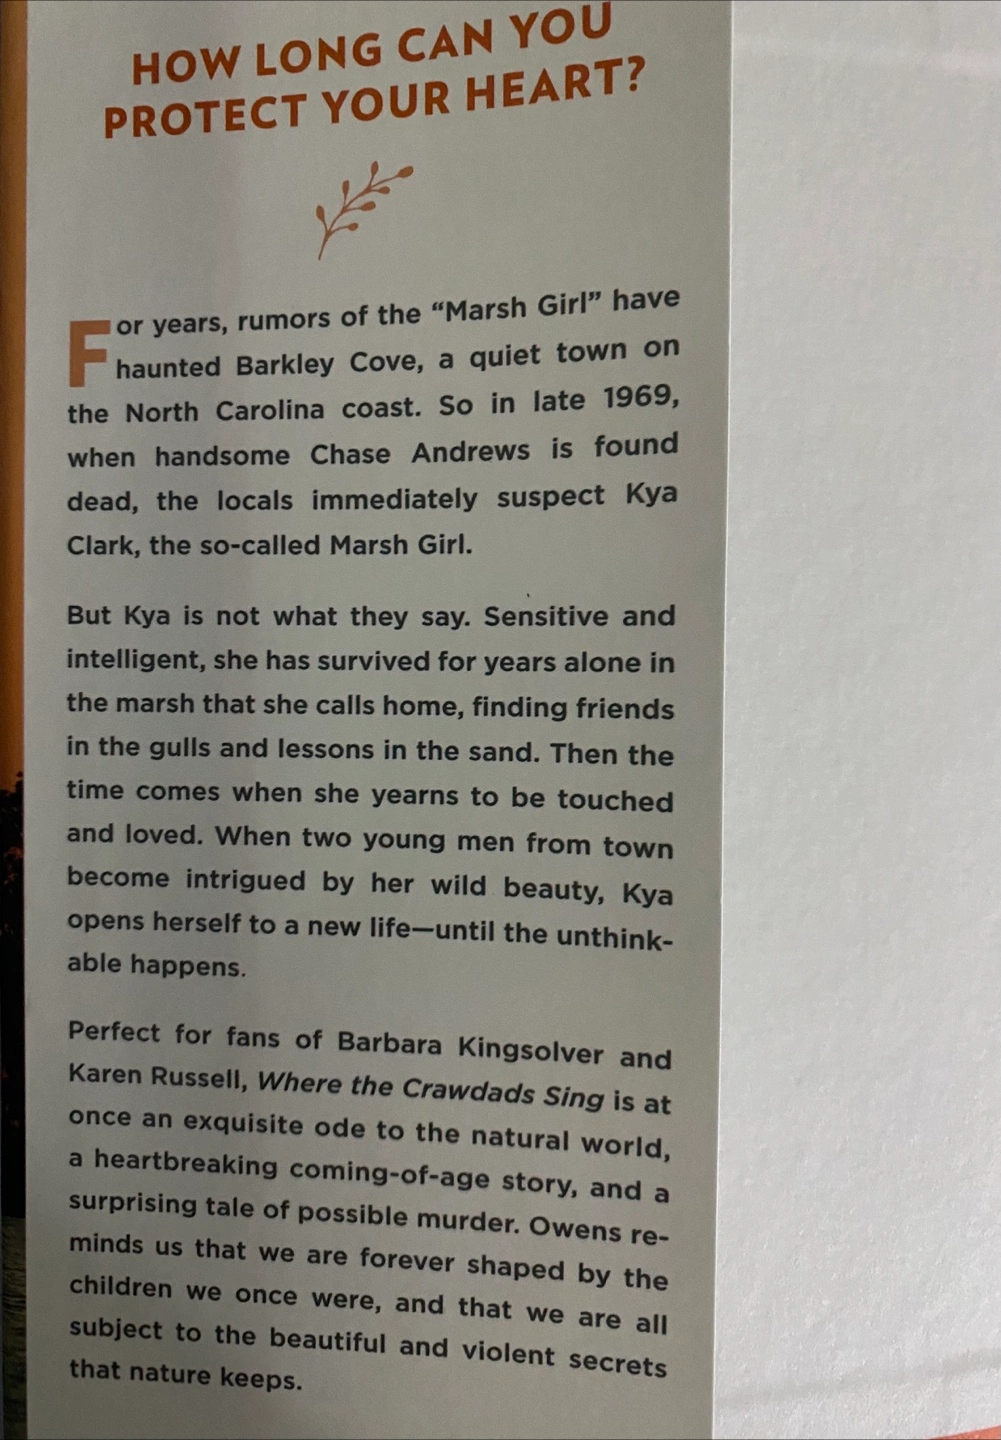 HOW LONG CAN YOU
PROTECT YOUR HEART?
For years, rumors of the “Marsh Girl” have
haunted Barkley Cove, a quiet town on
the North Carolina coast. So in late 1969,
when handsome Chase Andrews is found
dead, the locals immediately suspect Kya
Clark, the so-called Marsh Girl.
But Kya is not what they say. Sensitive and
intelligent, she has survived for years alone in
the marsh that she calls home, finding friends
in the gulls and lessons in the sand. Then the
time comes when she yearns to be touched
and loved. When two young men from town
become intrigued by her wild beauty, Kya
opens herself to a new life—until the unthink-
able happens.
Perfect for fans of Barbara Kingsolver and
Karen Russell, Where the Crawdads Sing is at
once an exquisite ode to the natural world,
a heartbreaking coming-of-age story, and a
surprising tale of possible murder. Owens re-
minds us that we are forever shaped by the
children we once were, and that we are all
subject to the beautiful and violent secrets
that nature keeps.